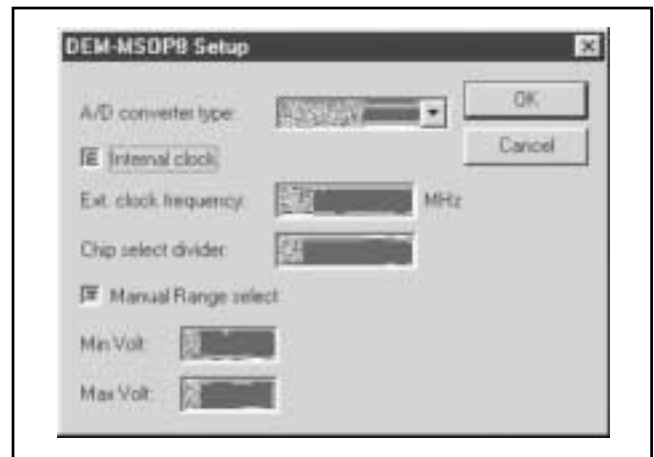 DEM-MSOP8 Setup
A/D converter type:
OK
Internal clock
Cancel
Ext. clock frequency:
MHz
Chip select divider:
Manual Range select
Min Volt:
Max Volt: